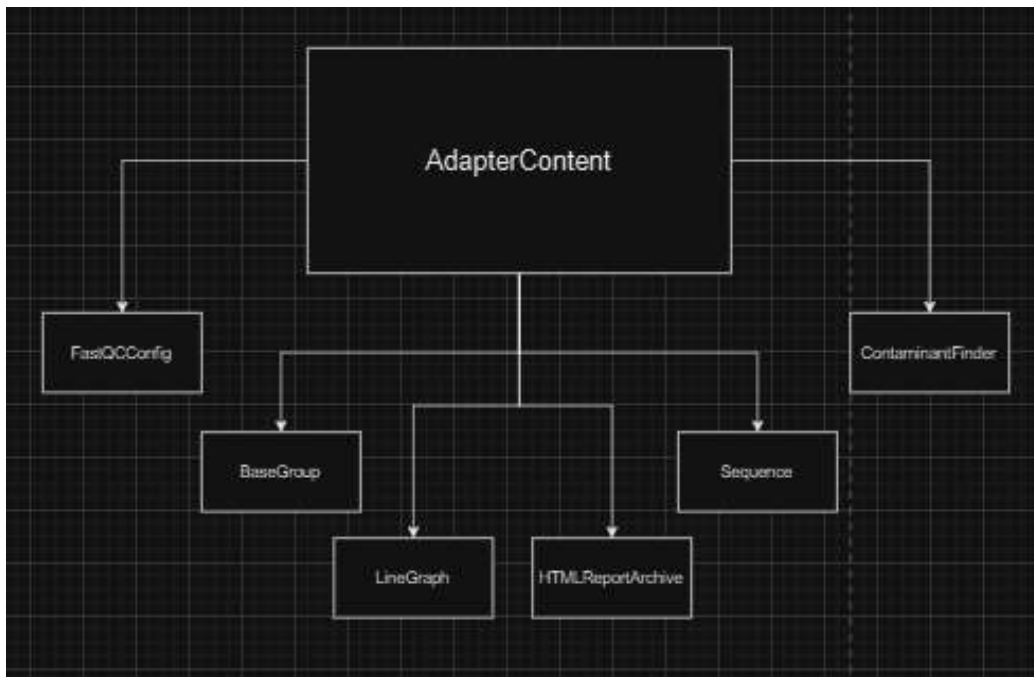 AdapterContent
FastQCConfig
ContaminantFinder
BaseGroup
Sequence
LineGraph
HTMLReportArchive